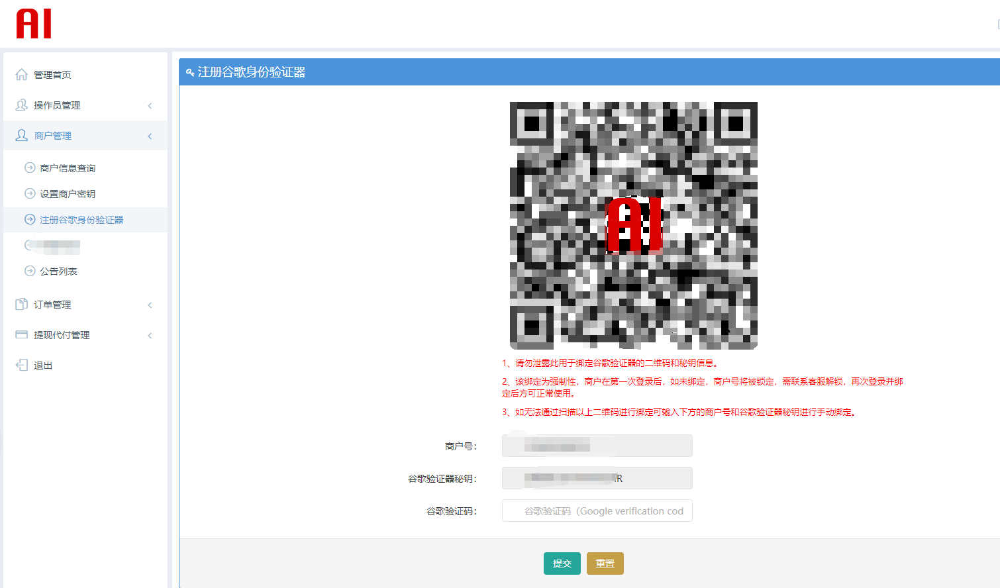 AI
管理首页
操作员管理
商户管理
商户信息查询
设置商户密钥
注册谷歌身份验证器
公告列表
订单管理
提现代付管理
退出
注册谷歌身份验证器
AI
1、请勿泄露此用于绑定谷歌验证器的二维码和秘钥信息。
2、该绑定为强制性，商户在第一次登录后，如未绑定，商户号将被锁定，需联系客服解锁，再次登录并绑
定后方可正常使用。
3、如无法通过扫描以上二维码进行绑定可输入下方的商户号和谷歌验证器秘钥进行手动绑定。
商户号：
谷歌验证器秘钥：
R
谷歌验证码：
谷歌验证码（Google verification cod
提交
重置